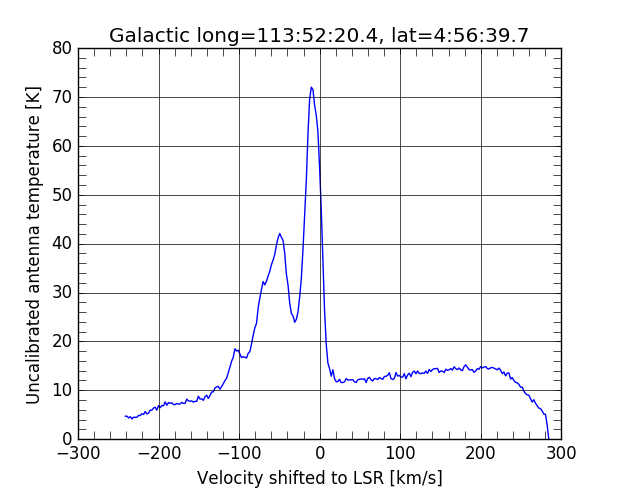 Galactic long=113:52:20.4, lat=4:56:39.7
80
70
60
50
40
30
20
10
0
Uncalibrated antenna temperature [K]
−300 −200 −100 0 100 200 300
Velocity shifted to LSR [km/s]